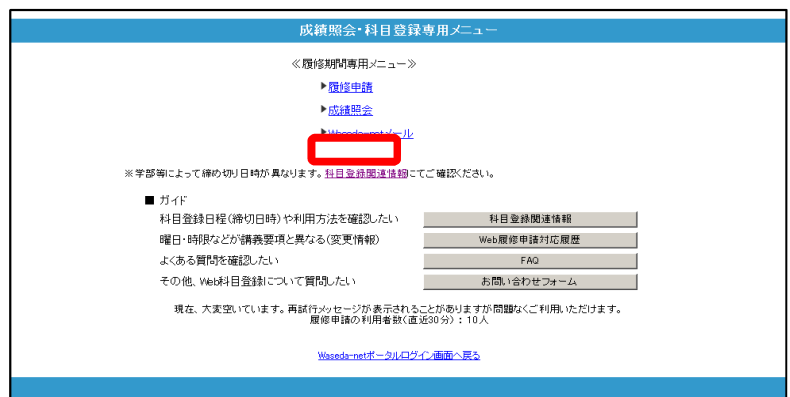 成績照会・科目登録専用メニュー
≪履修期間専用メニュー≫
▶履修申請
▶成績照会
▶Waseda-netメール
※学部等によって締め切り日時が異なります。科目登録関連情報にてご確認ください。
■ ガイド
科目登録日程(締切日時)や利用方法を確認したい 科目登録関連情報
曜日・時限などが講義要項と異なる(変更情報) Web履修申請対応履歴
よくある質問を確認したい FAQ
その他、Web科目登録について質問したい お問い合わせフォーム
現在、大変空いています。再試行メッセージが表示されることがありますが問題なくご利用いただけます。
履修申請の利用者数(直近30分) : 10人
Waseda-netポータルログイン画面へ戻る